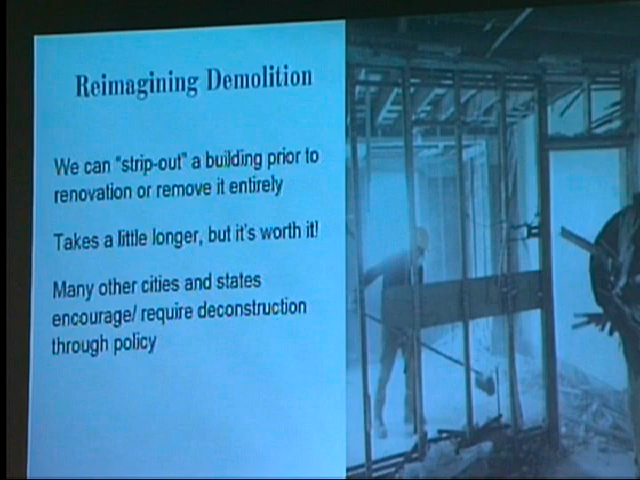 Reimagining Demolition
We can "strip-out" a building prior to
renovation or remove it entirely
Takes a little longer, but it's worth it!
Many other cities and states
encourage/ require deconstruction
through policy